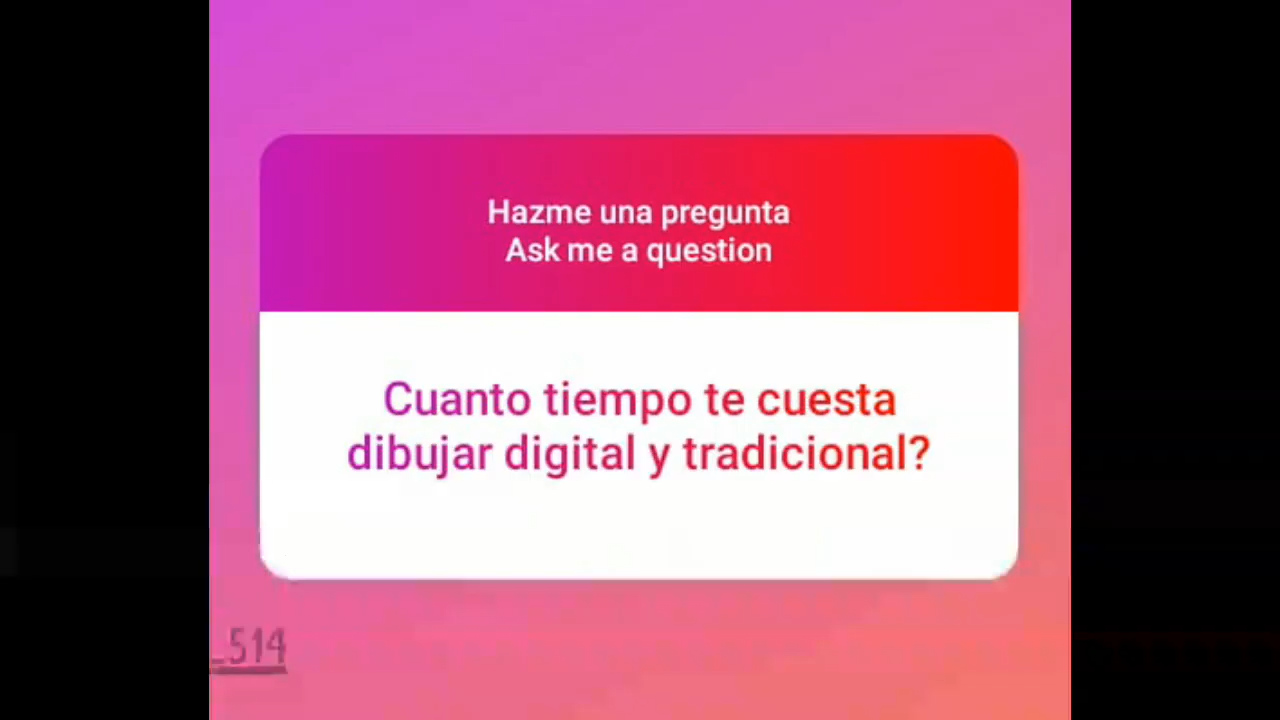 Hazme una pregunta
Ask me a question
Cuanto tiempo te cuesta
dibujar digital y tradicional?
_514